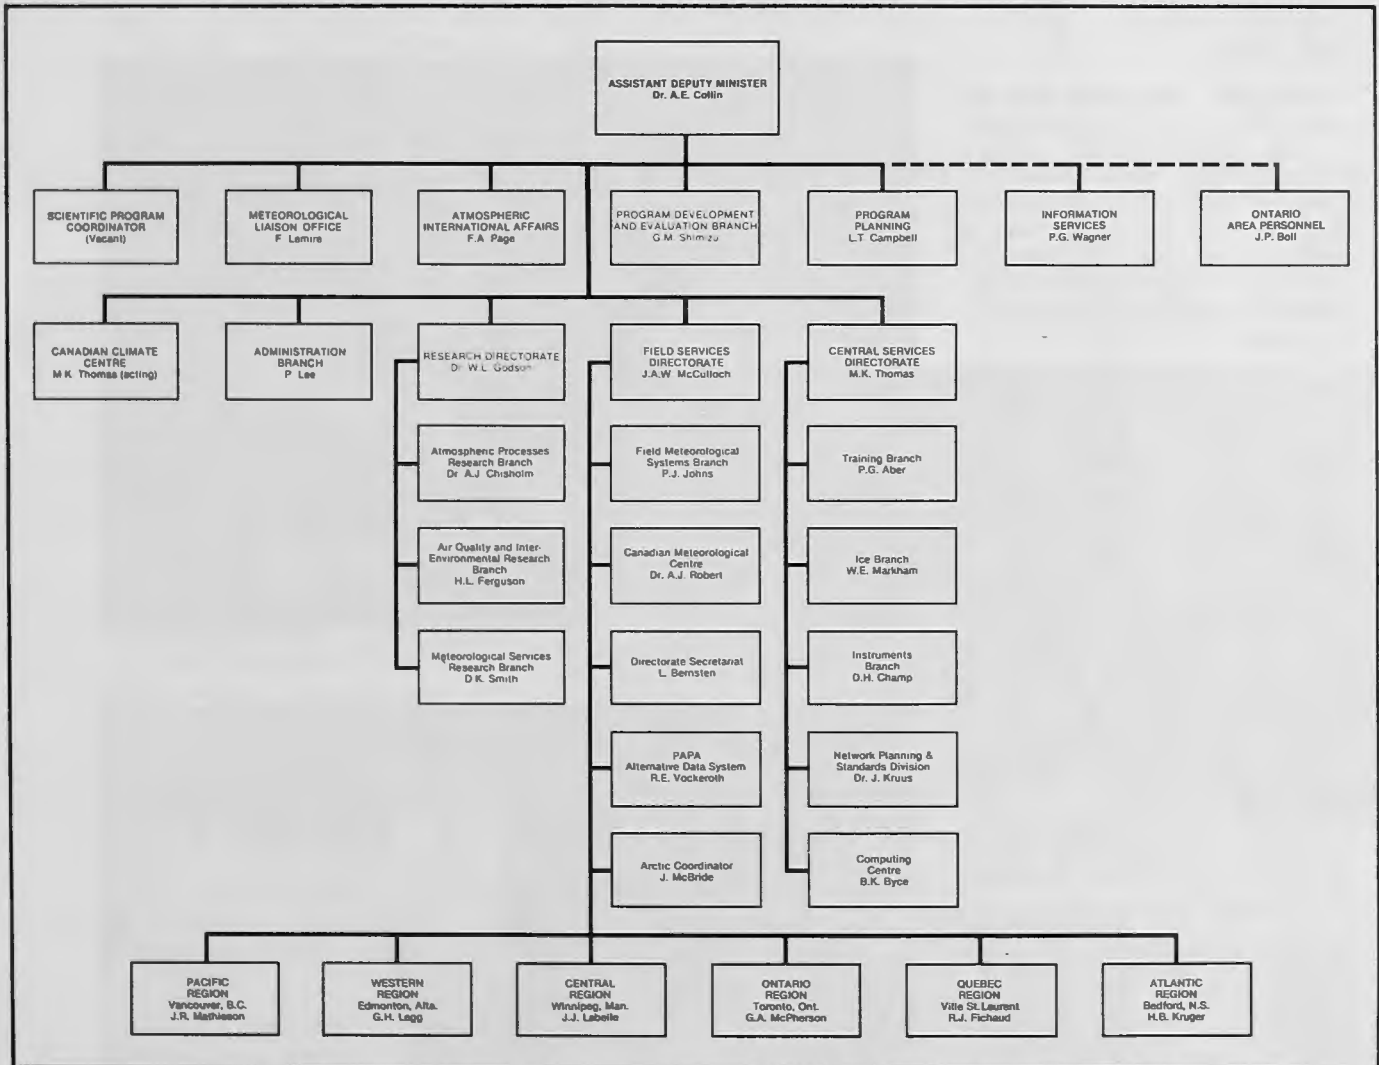 ASSISTANT DEPUTY MINISTER
Dr. A.E. Collin
SCIENTIFIC PROGRAM
COORDINATOR
(Vacant)
METEOROLOGICAL
LIAISON OFFICE
F. Lemire
ATMOSPHERIC
INTERNATIONAL AFFAIRS
F.A. Page
PROGRAM DEVELOPMENT
AND EVALUATION BRANCH
G.M. Shimizu
PROGRAM
PLANNING
L.T. Campbell
INFORMATION
SERVICES
P.G. Wagner
ONTARIO
AREA PERSONNEL
J.P. Boll
CANADIAN CLIMATE
CENTRE
M.K. Thomas (acting)
ADMINISTRATION
BRANCH
P. Lee
RESEARCH DIRECTORATE
Dr. W.L. Godson
FIELD SERVICES
DIRECTORATE
J.A.W. McCulloch
CENTRAL SERVICES
DIRECTORATE
M.K. Thomas
Atmospheric Processes
Research Branch
Dr. A.J. Chisholm
Field Meteorological
Systems Branch
P.J. Johns
Training Branch
P.G. Aber
Air Quality and Inter-
Environmental Research
Branch
H.L. Ferguson
Canadian Meteorological
Centre
Dr. A.J. Robert
Ice Branch
W.E. Markham
Meteorological Services
Research Branch
D.K. Smith
Directorate Secretariat
L. Bernsten
Instruments
Branch
D.H. Champ
PAPA
Alternative Data System
R.E. Vockeroth
Network Planning &
Standards Division
Dr. J. Kruus
Arctic Coordinator
J. McBride
Computing
Centre
B.K. Byce
PACIFIC
REGION
Vancouver, B.C.
J.R. Mathieson
WESTERN
REGION
Edmonton, Alta.
G.H. Legg
CENTRAL
REGION
Winnipeg, Man.
J.J. Labelle
ONTARIO
REGION
Toronto, Ont.
G.A. McPherson
QUEBEC
REGION
Ville St. Laurent
R.J. Fichaud
ATLANTIC
REGION
Bedford, N.S.
H.B. Kruger